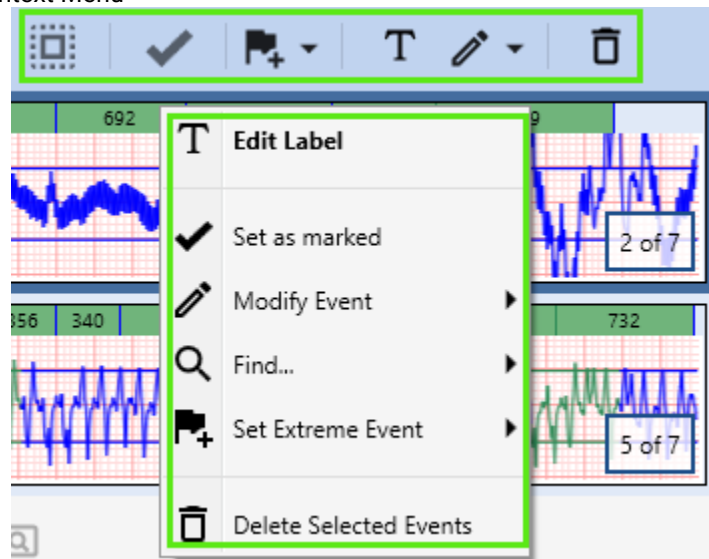 692
T
T Edit Label
Set as marked
2 of 7
Modify Event
356 340
732
Find...
Set Extreme Event
5 of 7
Delete Selected Events